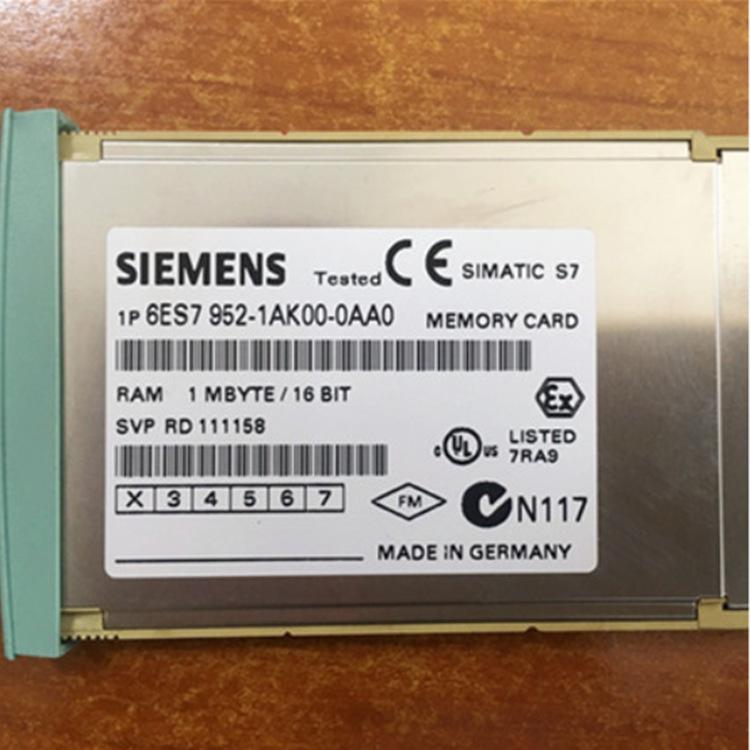 SIEMENS Tested CE SIMATIC S7
1P 6ES7 952-1AK00-0AA0 MEMORY CARD
RAM 1 MBYTE / 16 BIT
Ex
SVP RD 111158
c UL us LISTED
7RA9
X 3 4 5 6 7
FM
N117
MADE IN GERMANY